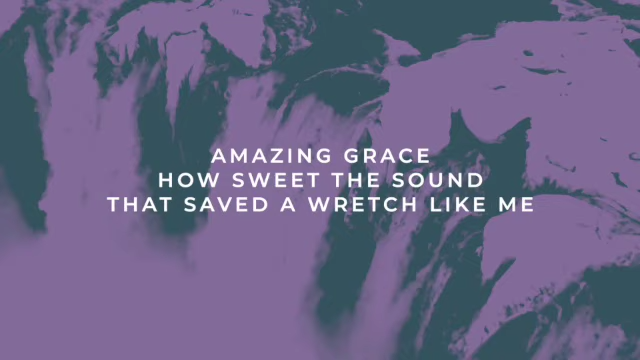 AMAZING GRACE
HOW SWEET THE SOUND
THAT SAVED A WRETCH LIKE ME